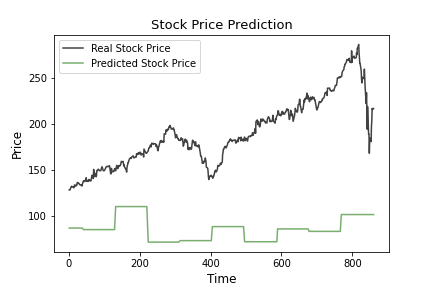 Stock Price Prediction
Real Stock Price
Predicted Stock Price
250
200
150
100
Price
0 200 400 600 800
Time